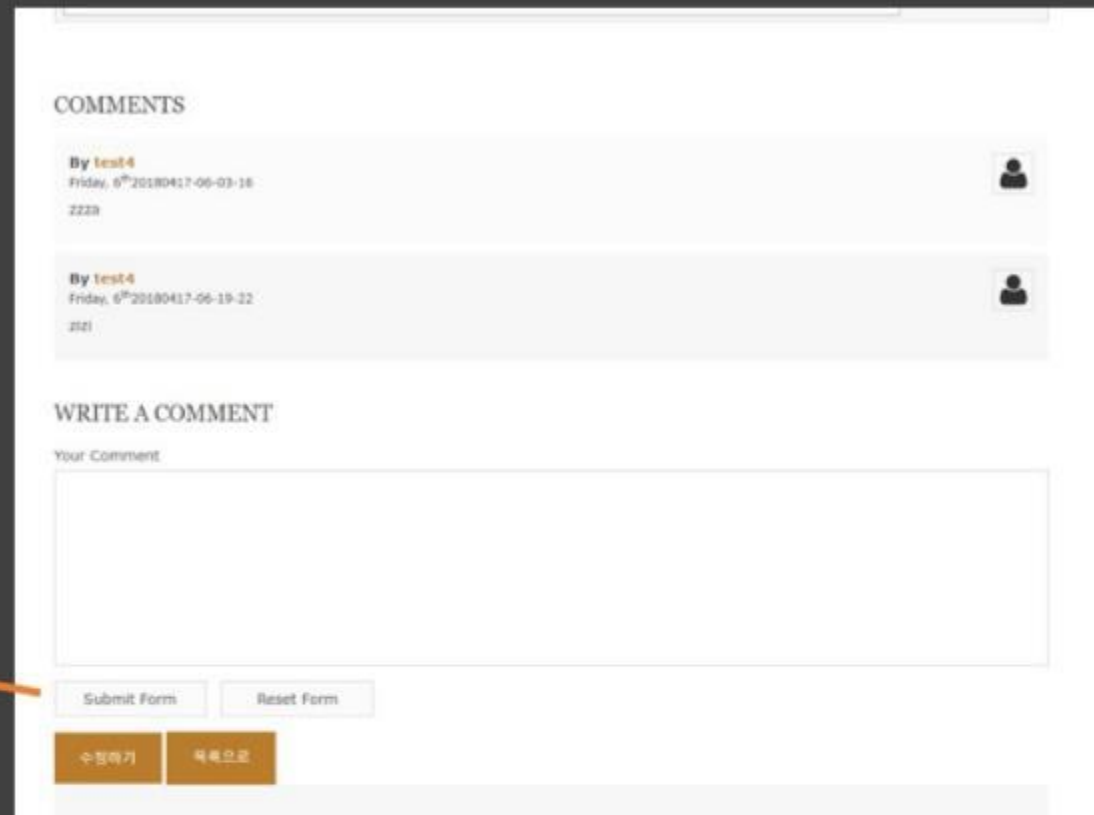 COMMENTS
By test4
Friday, 6th20180417-06-03-16
By test4
Friday, 6th20180417-06-19-22
WRITE A COMMENT
Your Comment
Submit Form
Reset Form
수정하기
목록으로